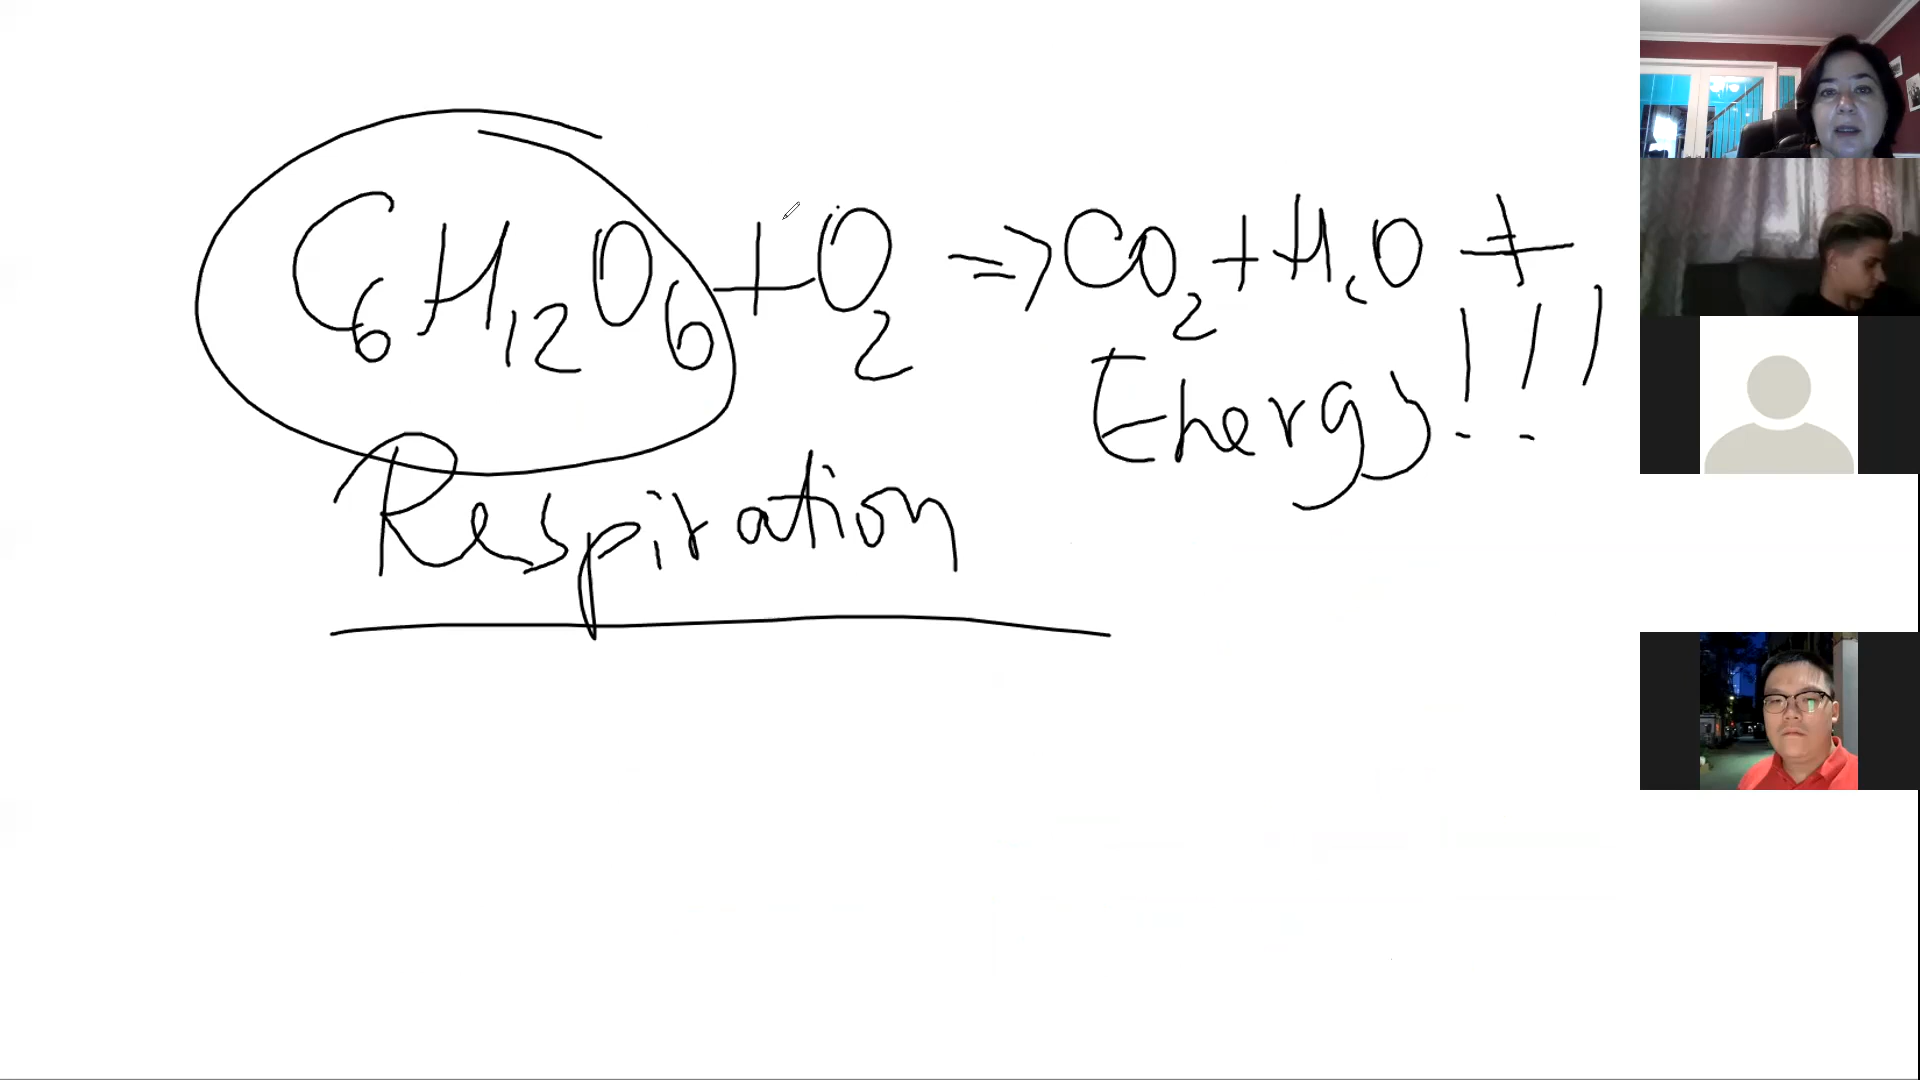 C6H12O6 + O2 => CO2 + H2O +
Energy!!!
Respiration